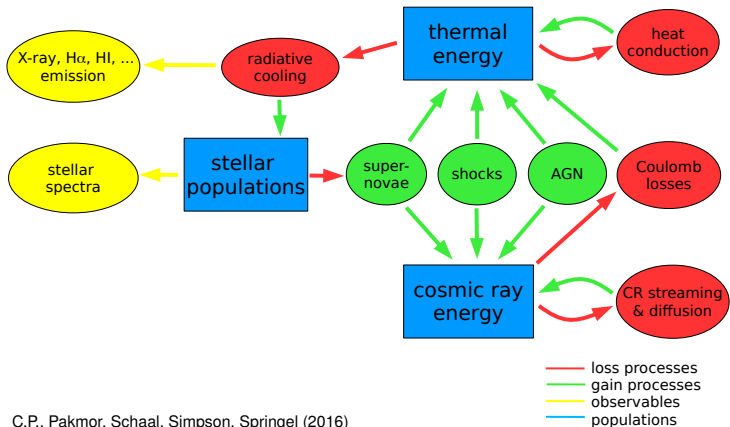 X-ray, Hα, HI, ...
emission
radiative
cooling
thermal
energy
heat
conduction
stellar
spectra
stellar
populations
super-
novae
shocks
AGN
Coulomb
losses
cosmic ray
energy
CR streaming
& diffusion
loss processes
gain processes
observables
populations
C.P., Pakmor, Schaal, Simpson, Springel (2016)